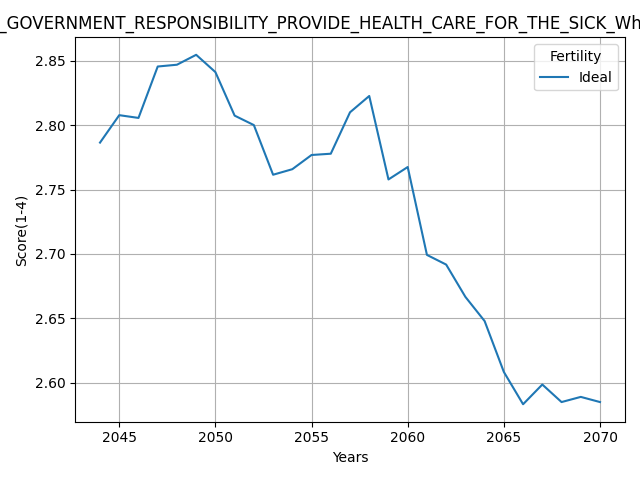 _GOVERNMENT_RESPONSIBILITY_PROVIDE_HEALTH_CARE_FOR_THE_SICK_Wh
Fertility
Ideal
2.85
2.80
2.75
2.70
2.65
2.60
Score(1-4)
2045 2050 2055 2060 2065 2070
Years